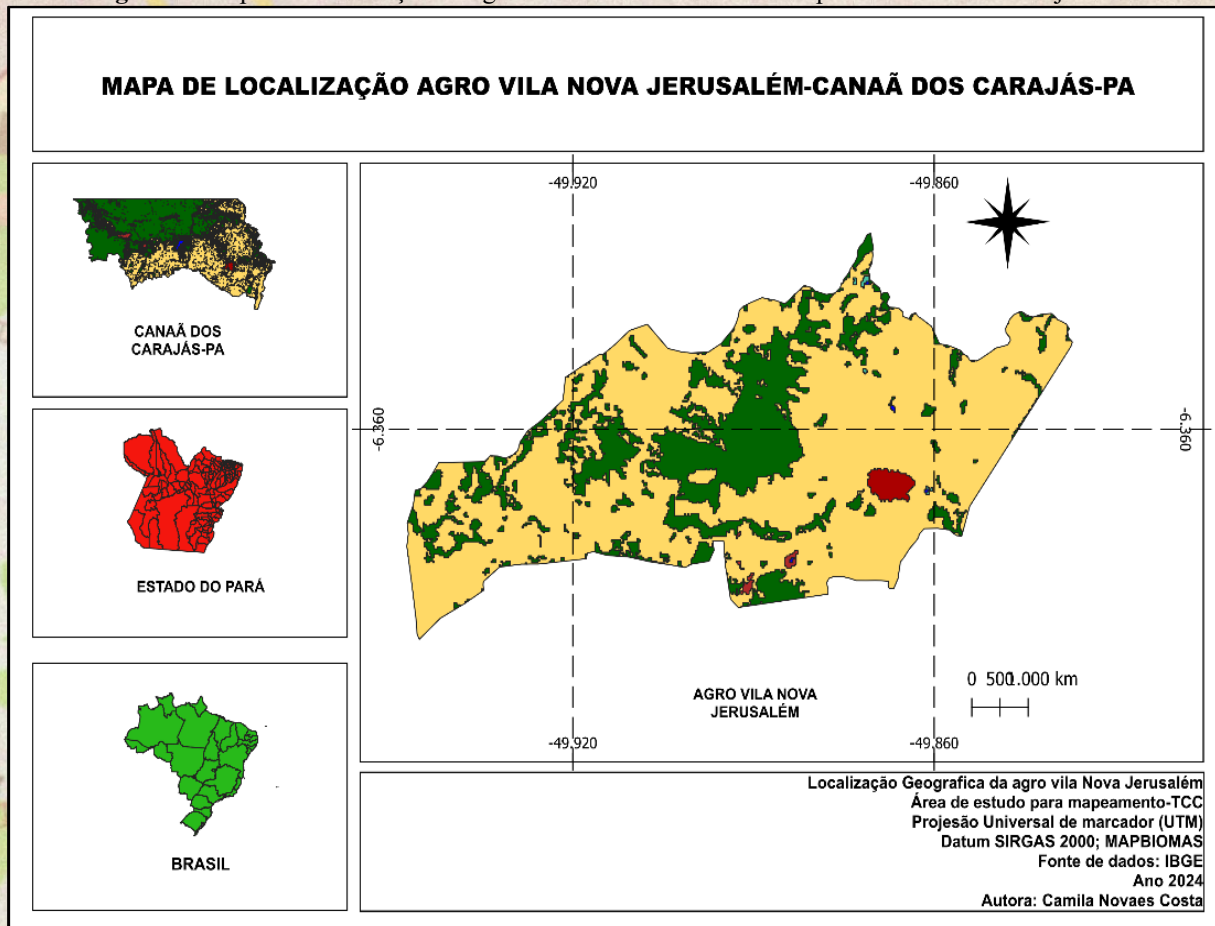 MAPA DE LOCALIZAÇÃO AGRO VILA NOVA JERUSALÉM-CANAÃ DOS CARAJÁS-PA
CANAÃ DOS
CARAJÁS-PA
ESTADO DO PARÁ
BRASIL
-49.920
-49.860
-6.360
-6.360
AGRO VILA NOVA
JERUSALÉM
0 500 1.000 km
-49.920
-49.860
Localização Geografica da agro vila Nova Jerusalém
Área de estudo para mapeamento-TCC
Projesão Universal de marcador (UTM)
Datum SIRGAS 2000; MAPBIOMAS
Fonte de dados: IBGE
Ano 2024
Autora: Camila Novaes Costa